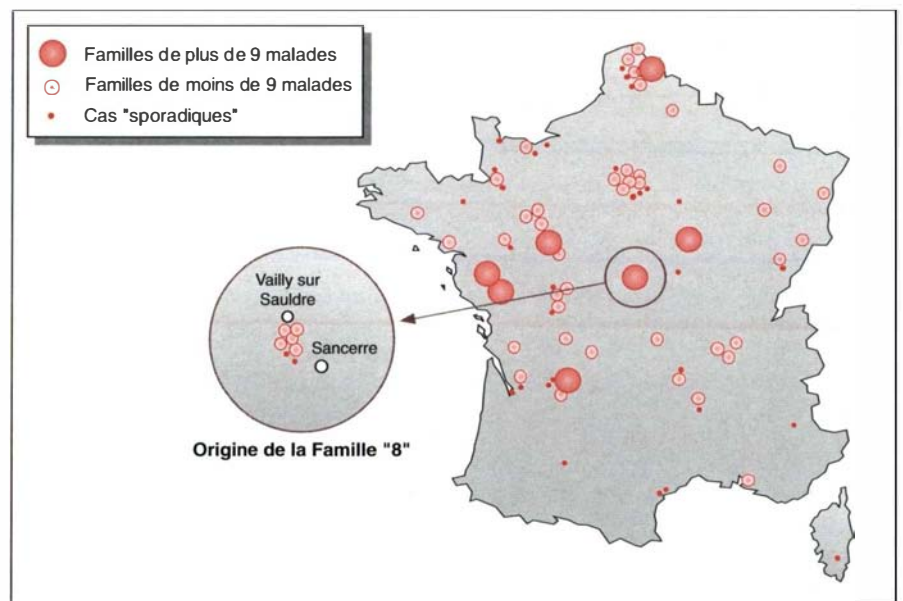 Familles de plus de 9 malades
Familles de moins de 9 malades
Cas "sporadiques"
Vailly sur
Sauldre
Sancerre
Origine de la Famille "8"